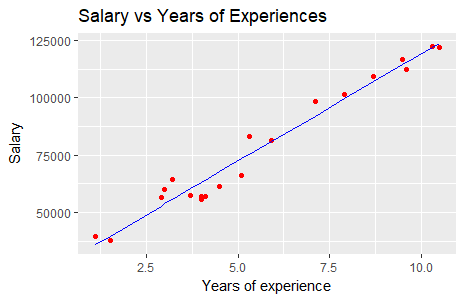 Salary vs Years of Experiences
125000
100000
75000
50000
Salary
2.5 5.0 7.5 10.0
Years of experience